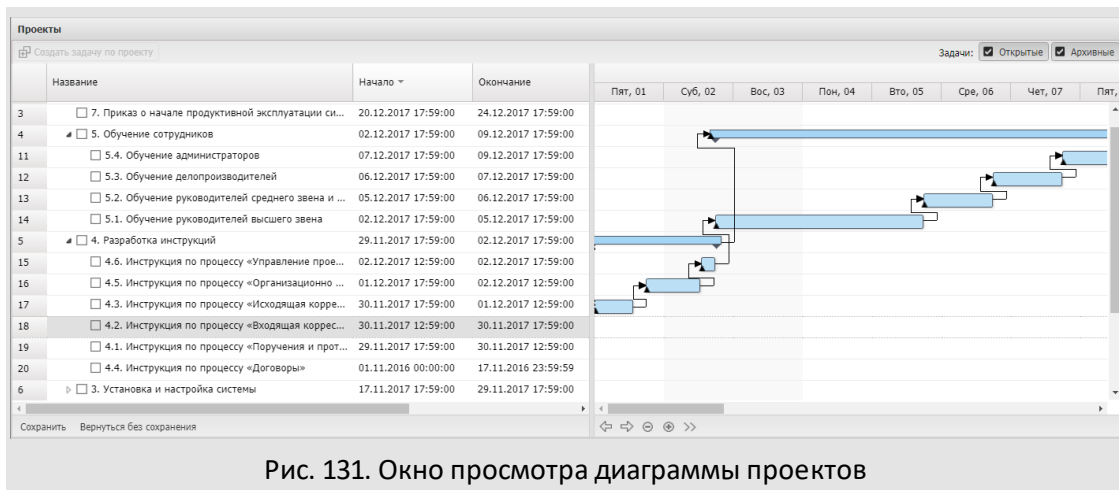 Проекты
Создать задачу по проекту Задачи: Открытые Архивные
Название Начало Окончание Пят, 01 Суб, 02 Вос, 03 Пон, 04 Вто, 05 Сре, 06 Чет, 07 Пят,
3 7. Приказ о начале продуктивной эксплуатации си... 20.12.2017 17:59:00 24.12.2017 17:59:00
4 5. Обучение сотрудников 02.12.2017 17:59:00 09.12.2017 17:59:00
11 5.4. Обучение администраторов 07.12.2017 17:59:00 09.12.2017 17:59:00
12 5.3. Обучение делопроизводителей 06.12.2017 17:59:00 07.12.2017 17:59:00
13 5.2. Обучение руководителей среднего звена и ... 05.12.2017 17:59:00 06.12.2017 17:59:00
14 5.1. Обучение руководителей высшего звена 02.12.2017 17:59:00 05.12.2017 17:59:00
5 4. Разработка инструкций 29.11.2017 17:59:00 02.12.2017 17:59:00
15 4.6. Инструкция по процессу «Управление прое... 02.12.2017 12:59:00 02.12.2017 17:59:00
16 4.5. Инструкция по процессу «Организационно ... 01.12.2017 17:59:00 02.12.2017 12:59:00
17 4.3. Инструкция по процессу «Исходящая корре... 30.11.2017 17:59:00 01.12.2017 12:59:00
18 4.2. Инструкция по процессу «Входящая коррес... 30.11.2017 12:59:00 30.11.2017 17:59:00
19 4.1. Инструкция по процессу «Поручения и прот... 29.11.2017 17:59:00 30.11.2017 12:59:00
20 4.4. Инструкция по процессу «Договоры» 01.11.2016 00:00:00 17.11.2016 23:59:59
6 3. Установка и настройка системы 17.11.2017 17:59:00 29.11.2017 17:59:00
Сохранить Вернуться без сохранения
Рис. 131. Окно просмотра диаграммы проектов